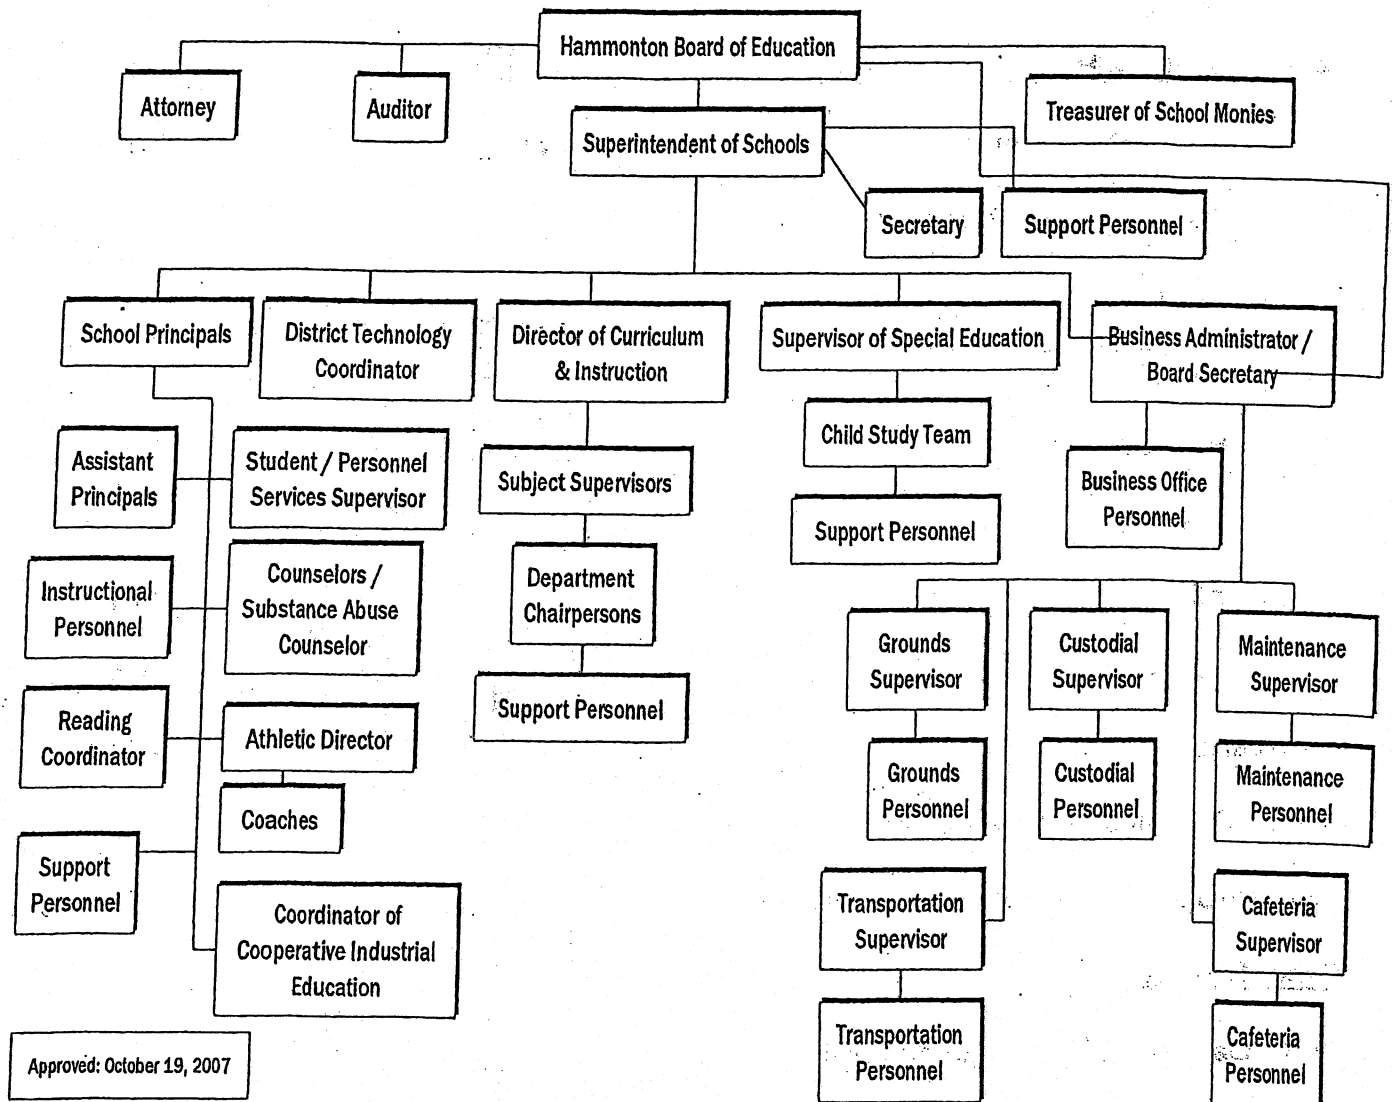 Hammonton Board of Education
Attorney
Auditor
Treasurer of School Monies
Superintendent of Schools
Secretary
Support Personnel
School Principals
District Technology
Coordinator
Director of Curriculum
& Instruction
Supervisor of Special Education
Business Administrator /
Board Secretary
Assistant
Principals
Student / Personnel
Services Supervisor
Instructional
Personnel
Counselors /
Substance Abuse
Counselor
Reading
Coordinator
Athletic Director
Coaches
Support
Personnel
Coordinator of
Cooperative Industrial
Education
Subject Supervisors
Department
Chairpersons
Support Personnel
Child Study Team
Support Personnel
Business Office
Personnel
Grounds
Supervisor
Custodial
Supervisor
Maintenance
Supervisor
Grounds
Personnel
Custodial
Personnel
Maintenance
Personnel
Transportation
Supervisor
Cafeteria
Supervisor
Transportation
Personnel
Cafeteria
Personnel
Approved: October 19, 2007